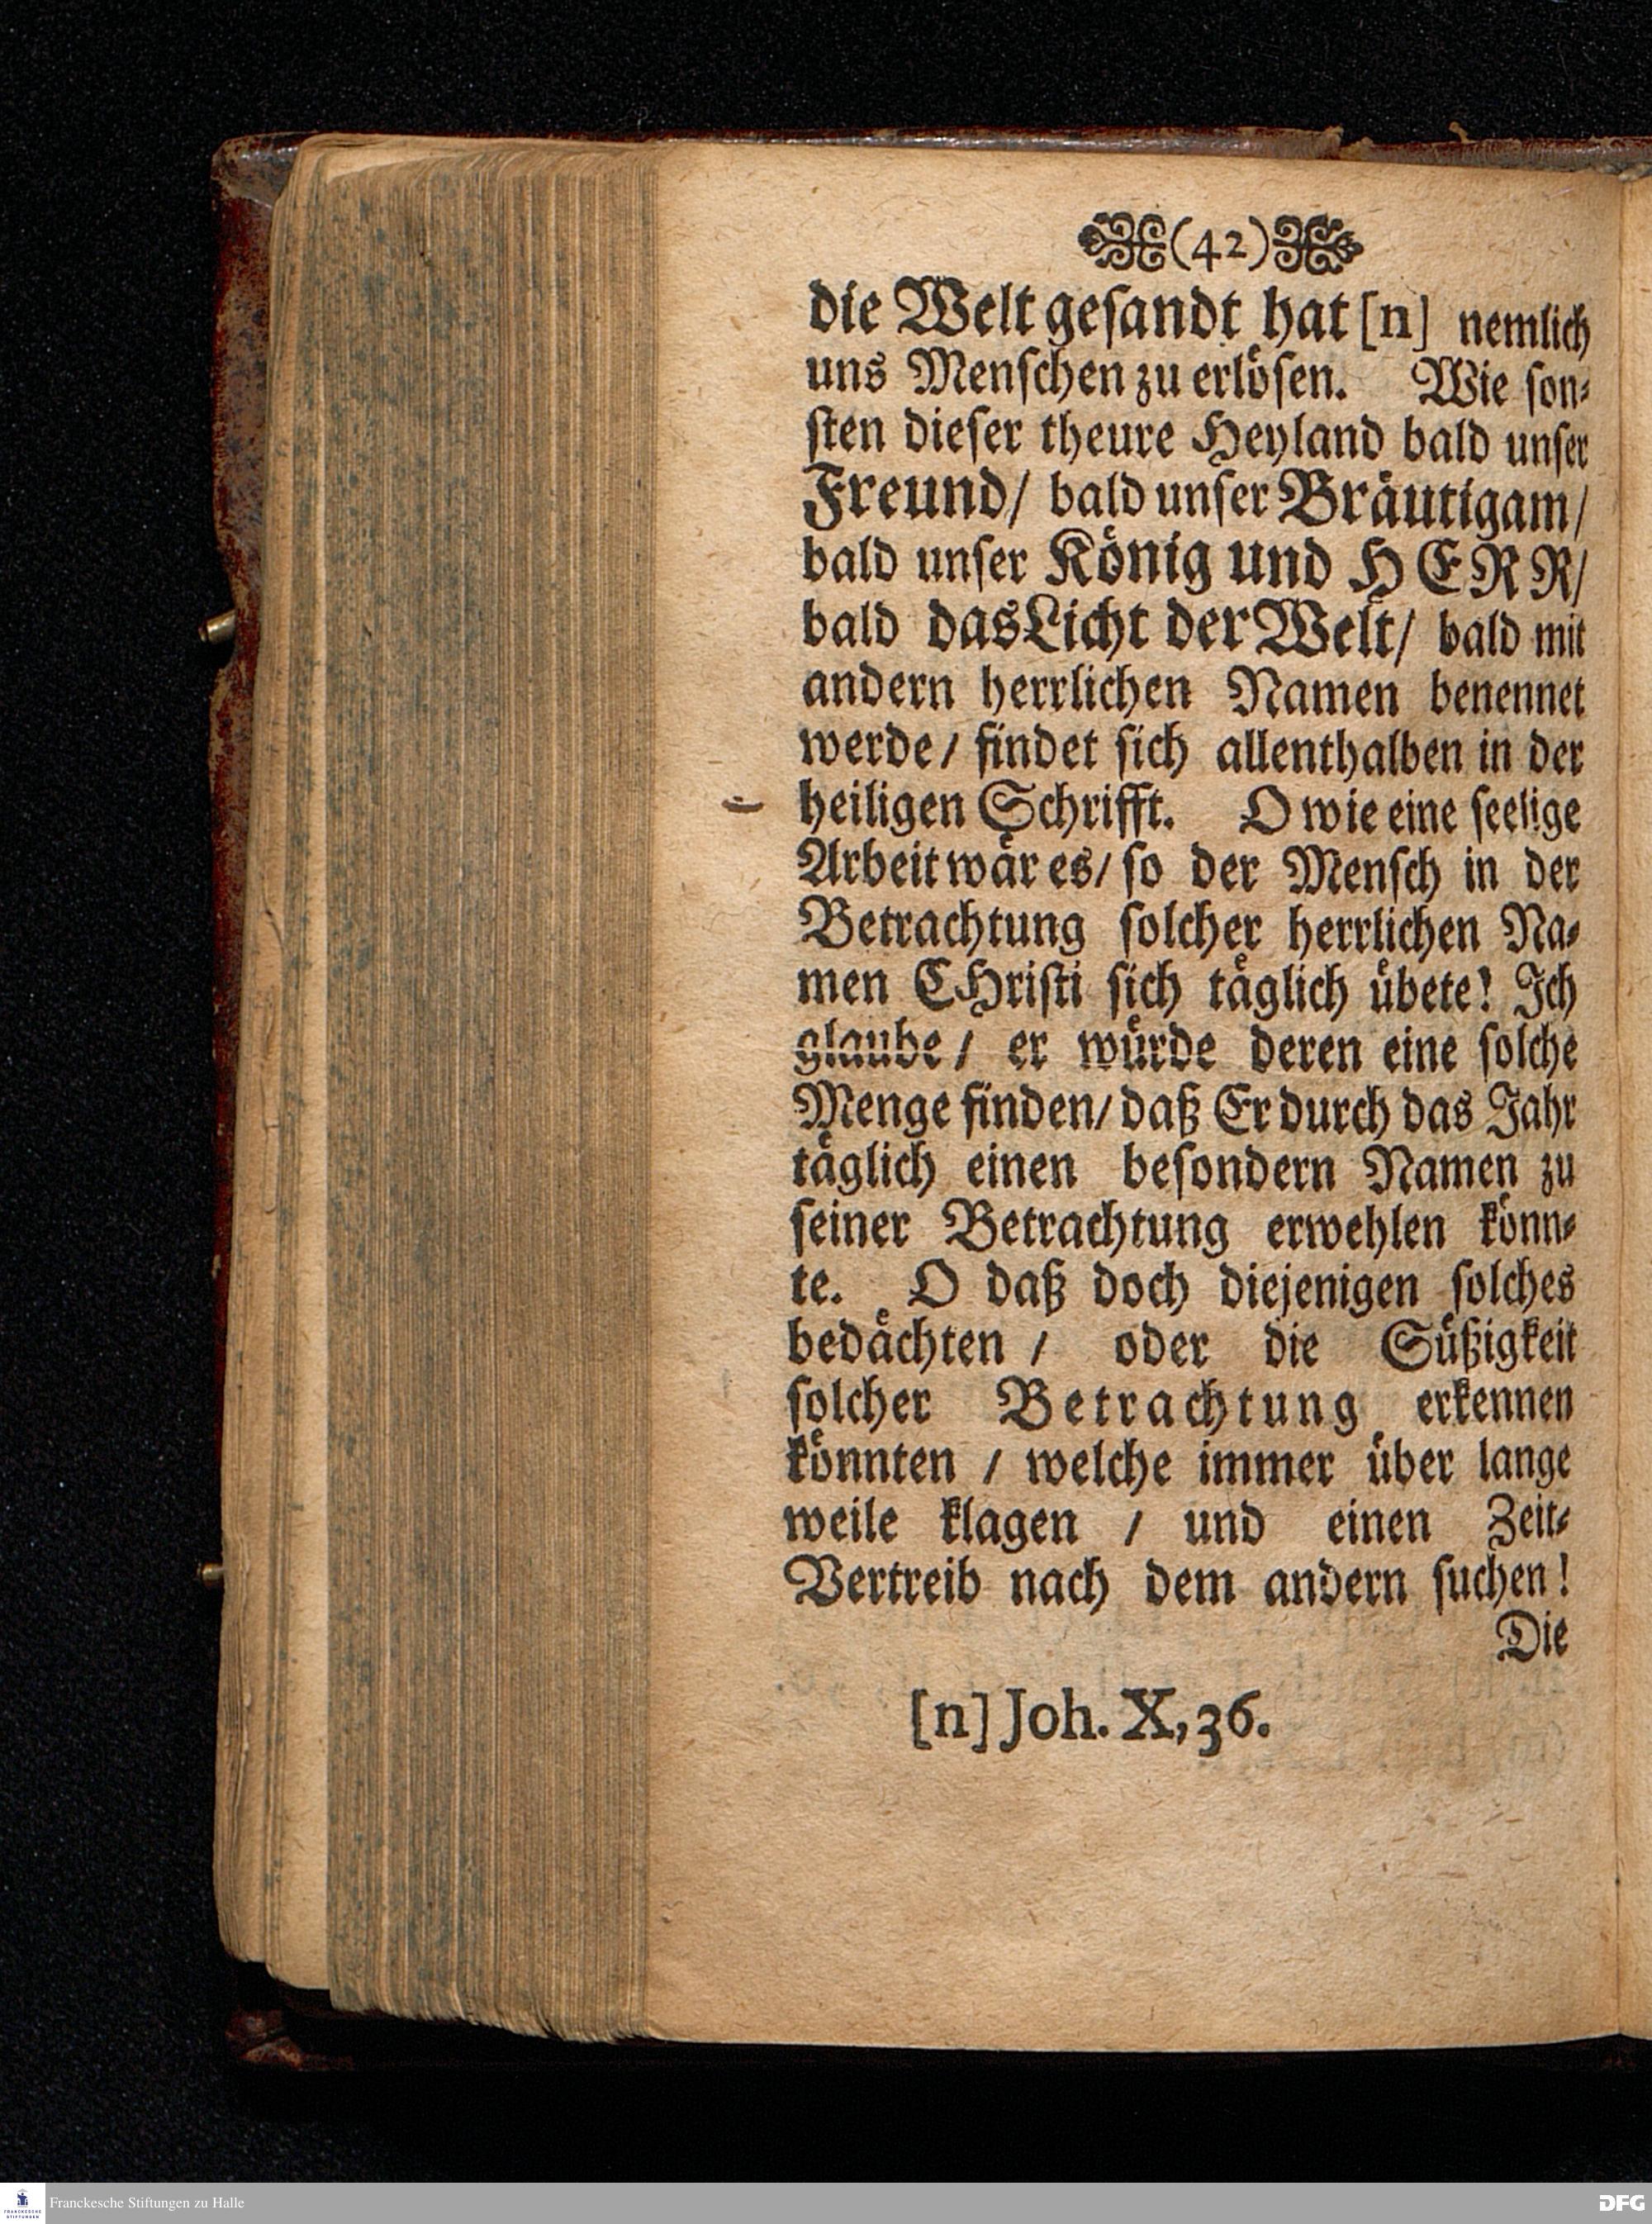 (42)
die Welt gesandt hat [n] nemlich
uns Menschen zu erlösen. Wie son-
sten dieser theure Heyland bald unser
Freund/ bald unser Bräutigam/
bald unser König und HERR/
bald das Licht der Welt/ bald mit
andern herrlichen Namen benennet
werde/ findet sich allenthalben in der
heiligen Schrifft. O wie eine seelige
Arbeit wär es/ so der Mensch in der
Betrachtung solcher herrlichen Na-
men CHristi sich täglich übete! Ich
glaube/ er würde deren eine solche
Menge finden/ daß Er durch das Jahr
täglich einen besondern Namen zu
seiner Betrachtung erwehlen könn-
te. O daß doch diejenigen solches
bedächten / oder die Süßigkeit
solcher Betrachtung erkennen
könnten / welche immer über lange
weile klagen / und einen Zeit-
Vertreib nach dem andern suchen!
Die
[n] Joh. X, 36.
Franckesche Stiftungen zu Halle
DFG